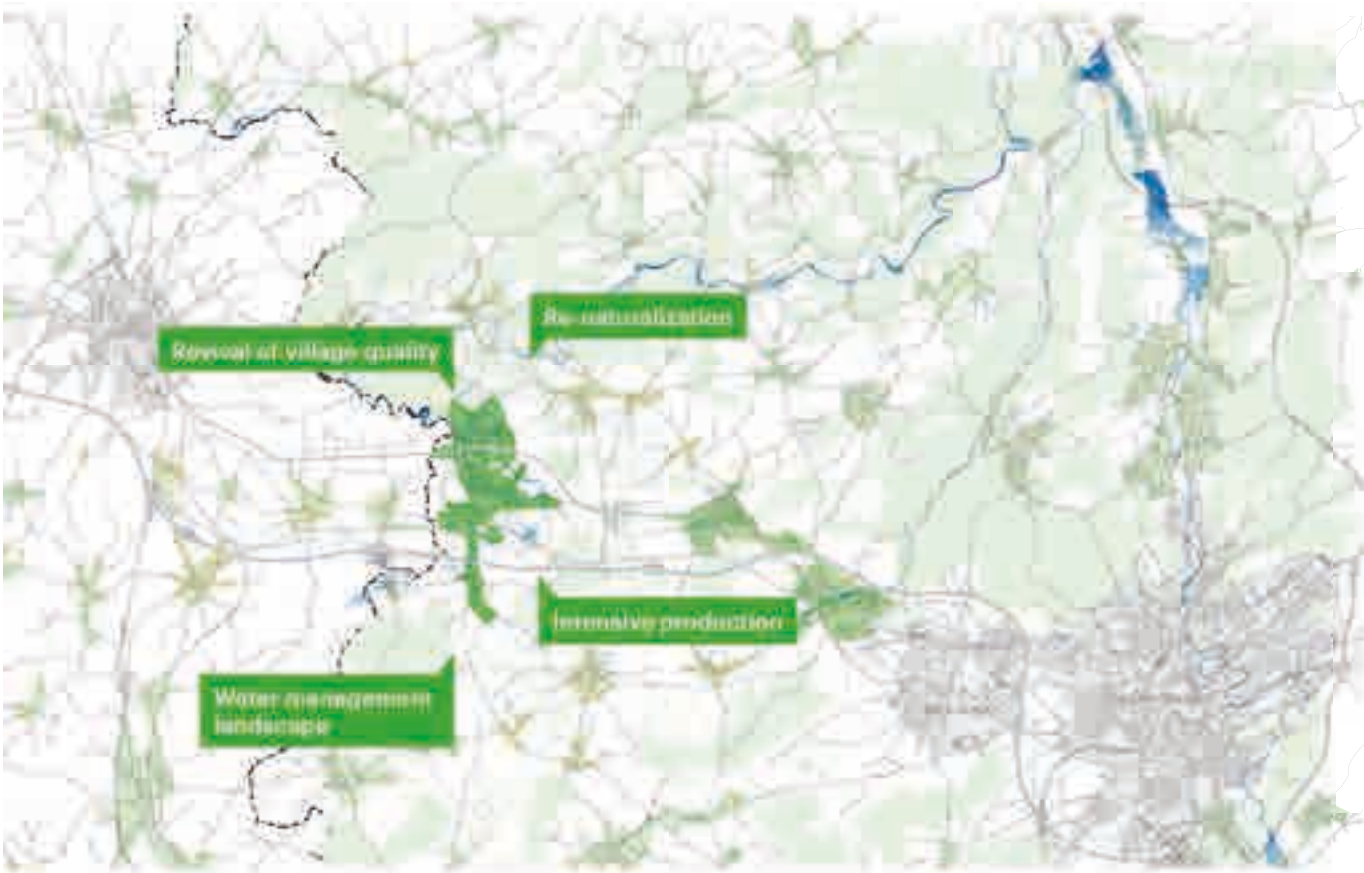 Re-naturalization
Revival of village quality
Intensive production
Water management
landscape